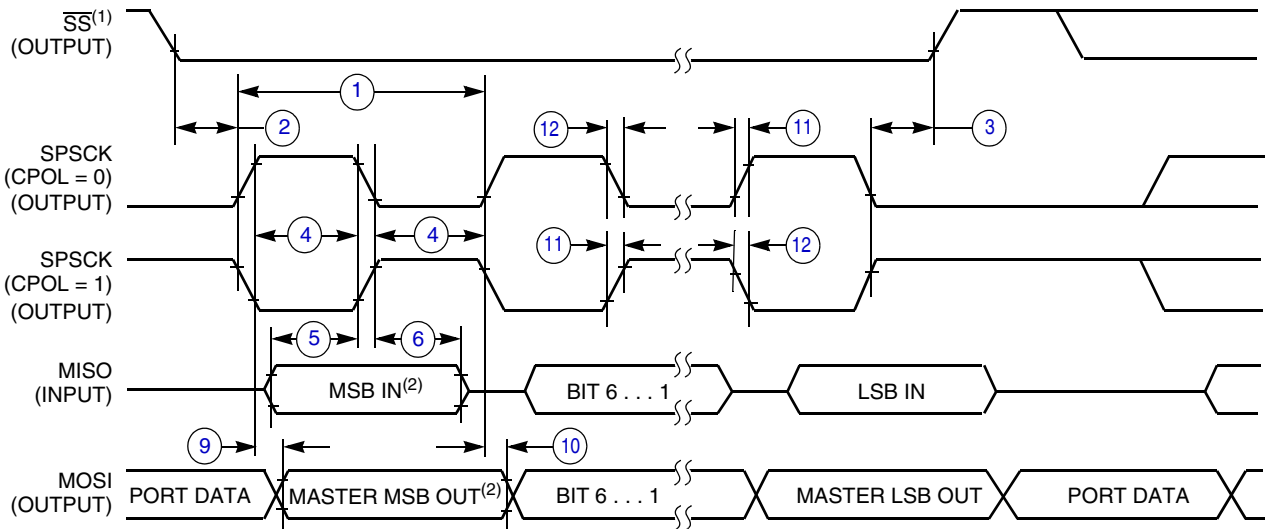 SS(1)
(OUTPUT)
1
2
12
11
3
SPSCK
(CPOL = 0)
(OUTPUT)
4
4
11
12
SPSCK
(CPOL = 1)
(OUTPUT)
5
6
MISO
(INPUT)
MSB IN(2)
BIT 6 . . . 1
LSB IN
9
10
MOSI
(OUTPUT)
PORT DATA
MASTER MSB OUT(2)
BIT 6 . . . 1
MASTER LSB OUT
PORT DATA